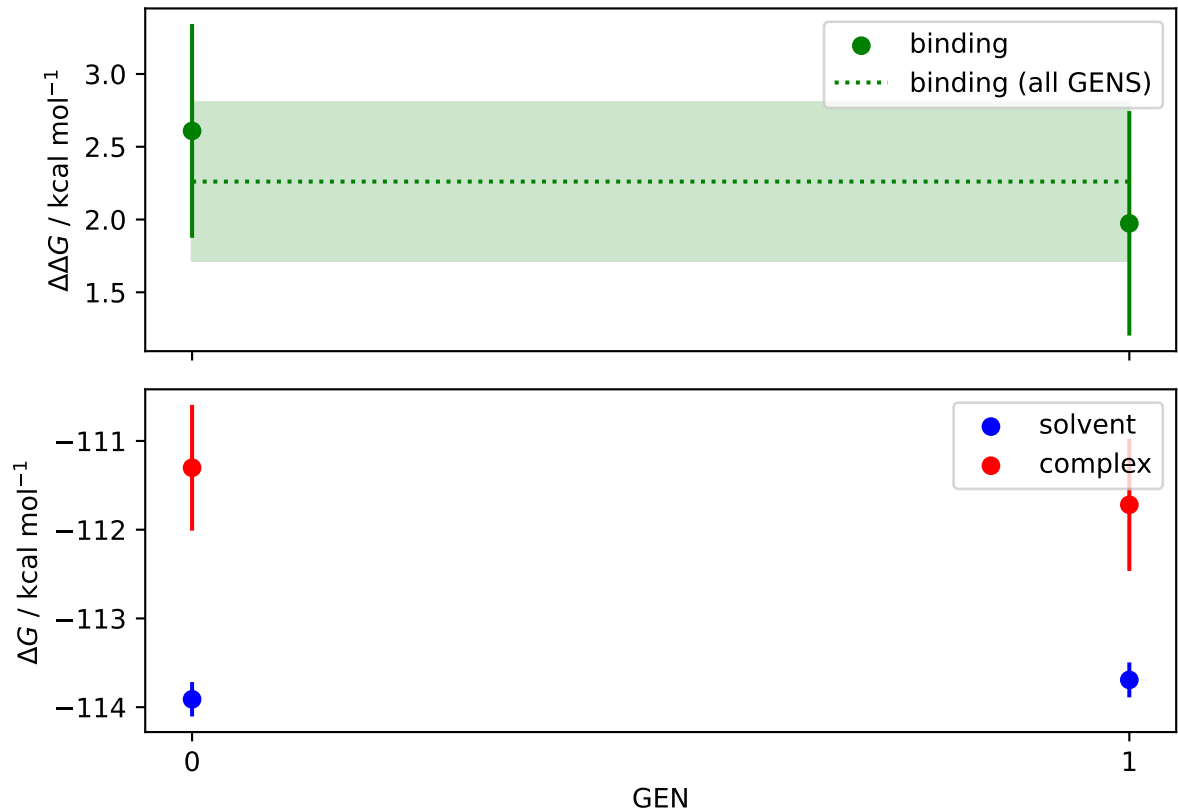 ΔΔG / kcal mol⁻¹
3.0
2.5
2.0
1.5
binding
binding (all GENS)
ΔG / kcal mol⁻¹
−111
−112
−113
−114
solvent
complex
0
1
GEN